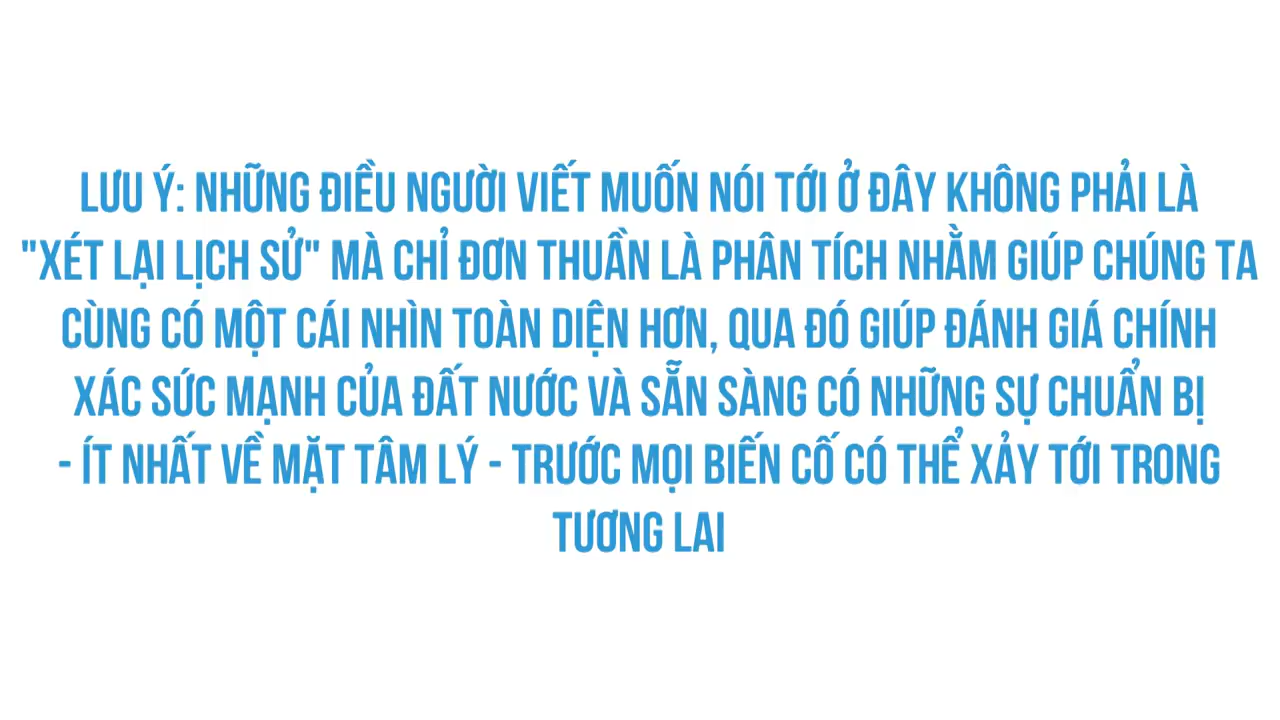 LƯU Ý: NHỮNG ĐIỀU NGƯỜI VIẾT MUỐN NÓI TỚI Ở ĐÂY KHÔNG PHẢI LÀ
"XÉT LẠI LỊCH SỬ" MÀ CHỈ ĐƠN THUẦN LÀ PHÂN TÍCH NHẰM GIÚP CHÚNG TA
CÙNG CÓ MỘT CÁI NHÌN TOÀN DIỆN HƠN, QUA ĐÓ GIÚP ĐÁNH GIÁ CHÍNH
XÁC SỨC MẠNH CỦA ĐẤT NƯỚC VÀ SẴN SÀNG CÓ NHỮNG SỰ CHUẨN BỊ
- ÍT NHẤT VỀ MẶT TÂM LÝ - TRƯỚC MỌI BIẾN CỐ CÓ THỂ XẢY TỚI TRONG
TƯƠNG LAI